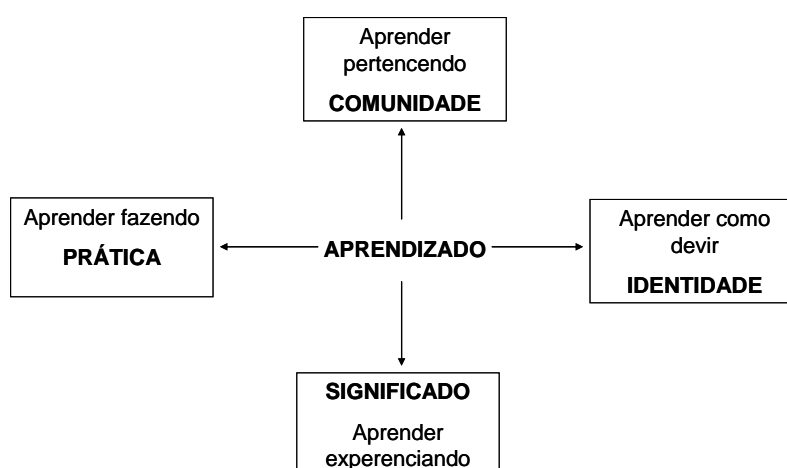 Aprender
pertencendo
COMUNIDADE
Aprender fazendo
PRÁTICA
APRENDIZADO
Aprender como
devir
IDENTIDADE
SIGNIFICADO
Aprender
experenciando